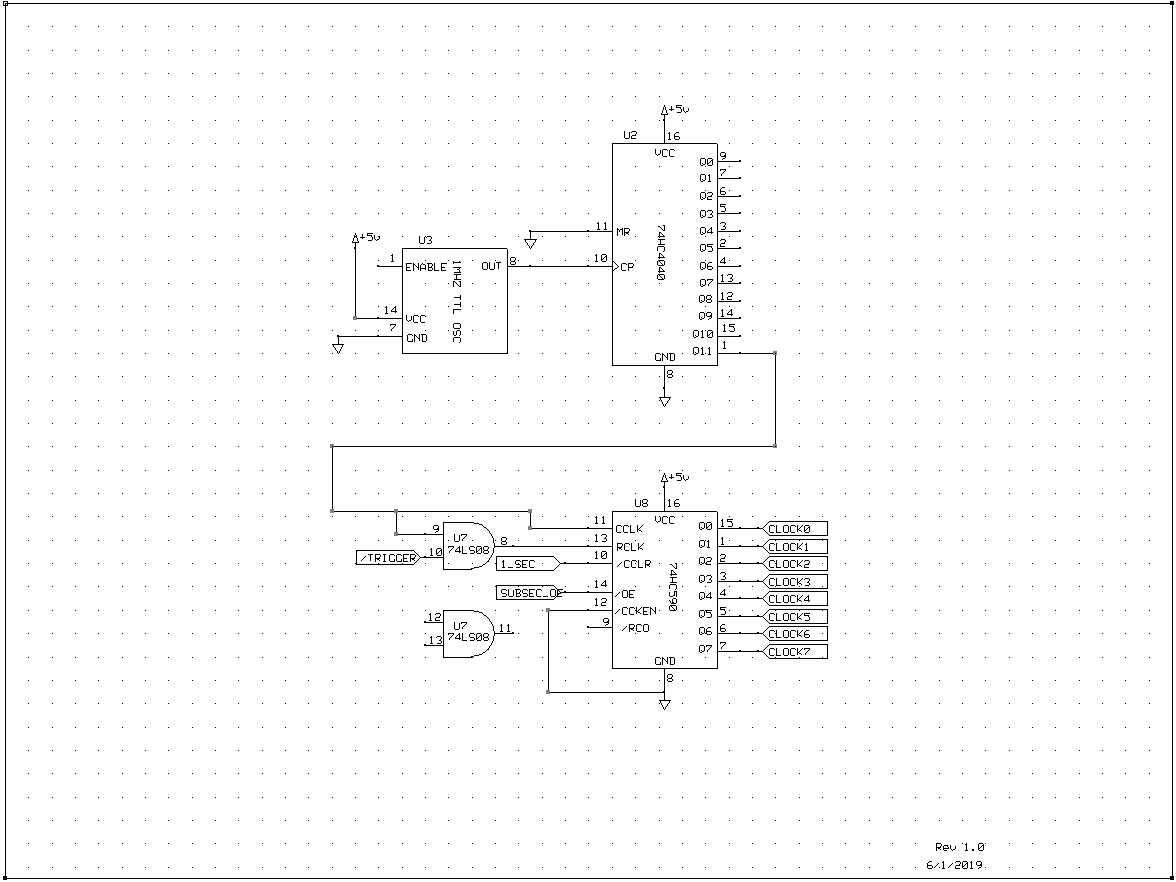 +5v
U2
16
VCC
Q0 9
Q1 7
Q2 6
Q3 5
11 MR
Q4 3
74HC4040
Q5 2
10 CP
Q6 4
Q7 13
Q8 12
Q9 14
Q10 15
Q11 1
GND
8
+5v
U3
1 ENABLE
OUT 8
1MHZ TTL OSC
14 VCC
7 GND
+5v
U8
16
VCC
11 CCLK
Q0 15
CLOCK0
9
U7
74LS08
8
/TRIGGER
10
13 RCLK
Q1 1
CLOCK1
1_SEC
10 /CCLR
Q2 2
CLOCK2
74HC590
Q3 3
CLOCK3
SUBSEC_OE
14 /OE
Q4 4
CLOCK4
12 /CCKEN
Q5 5
CLOCK5
9 /RCO
Q6 6
CLOCK6
Q7 7
CLOCK7
12
U7
74LS08
11
13
GND
8
Rev 1.0
6/1/2019